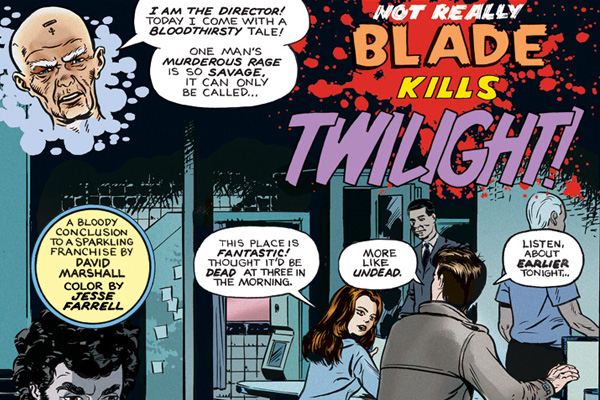 I AM THE DIRECTOR!
TODAY I COME WITH A
BLOODTHIRSTY TALE!
ONE MAN'S
MURDEROUS RAGE
IS SO SAVAGE,
IT CAN ONLY
BE CALLED...
NOT REALLY
BLADE
KILLS
TWILIGHT!
A BLOODY
CONCLUSION
TO A SPARKLING
FRANCHISE BY
DAVID
MARSHALL
COLOR BY
JESSE
FARRELL
THIS PLACE IS
FANTASTIC!
THOUGHT IT'D BE
DEAD AT THREE IN
THE MORNING.
MORE
LIKE
UNDEAD.
LISTEN,
ABOUT
EARLIER
TONIGHT...